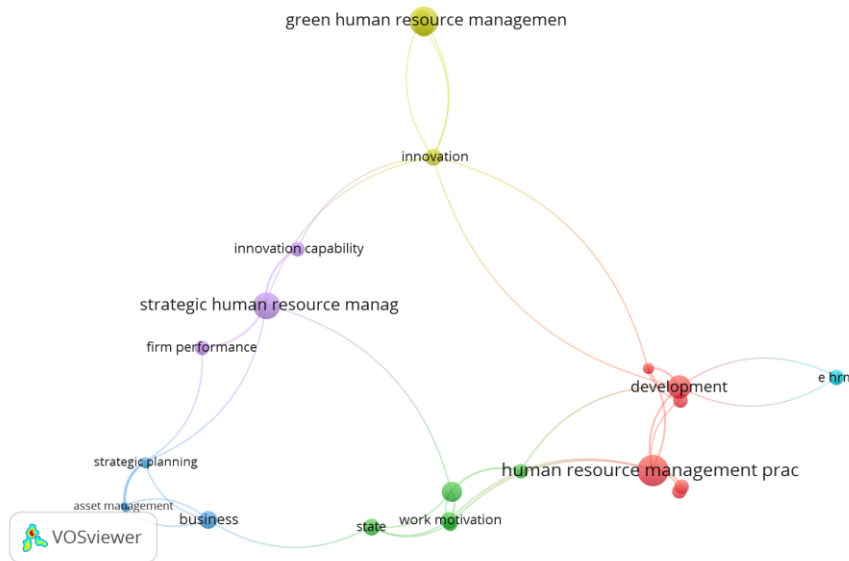 green human resource managemen
innovation
innovation capability
strategic human resource manag
firm performance
development
e hrm
strategic planning
human resource management prac
asset management
business
state
work motivation
VOSviewer